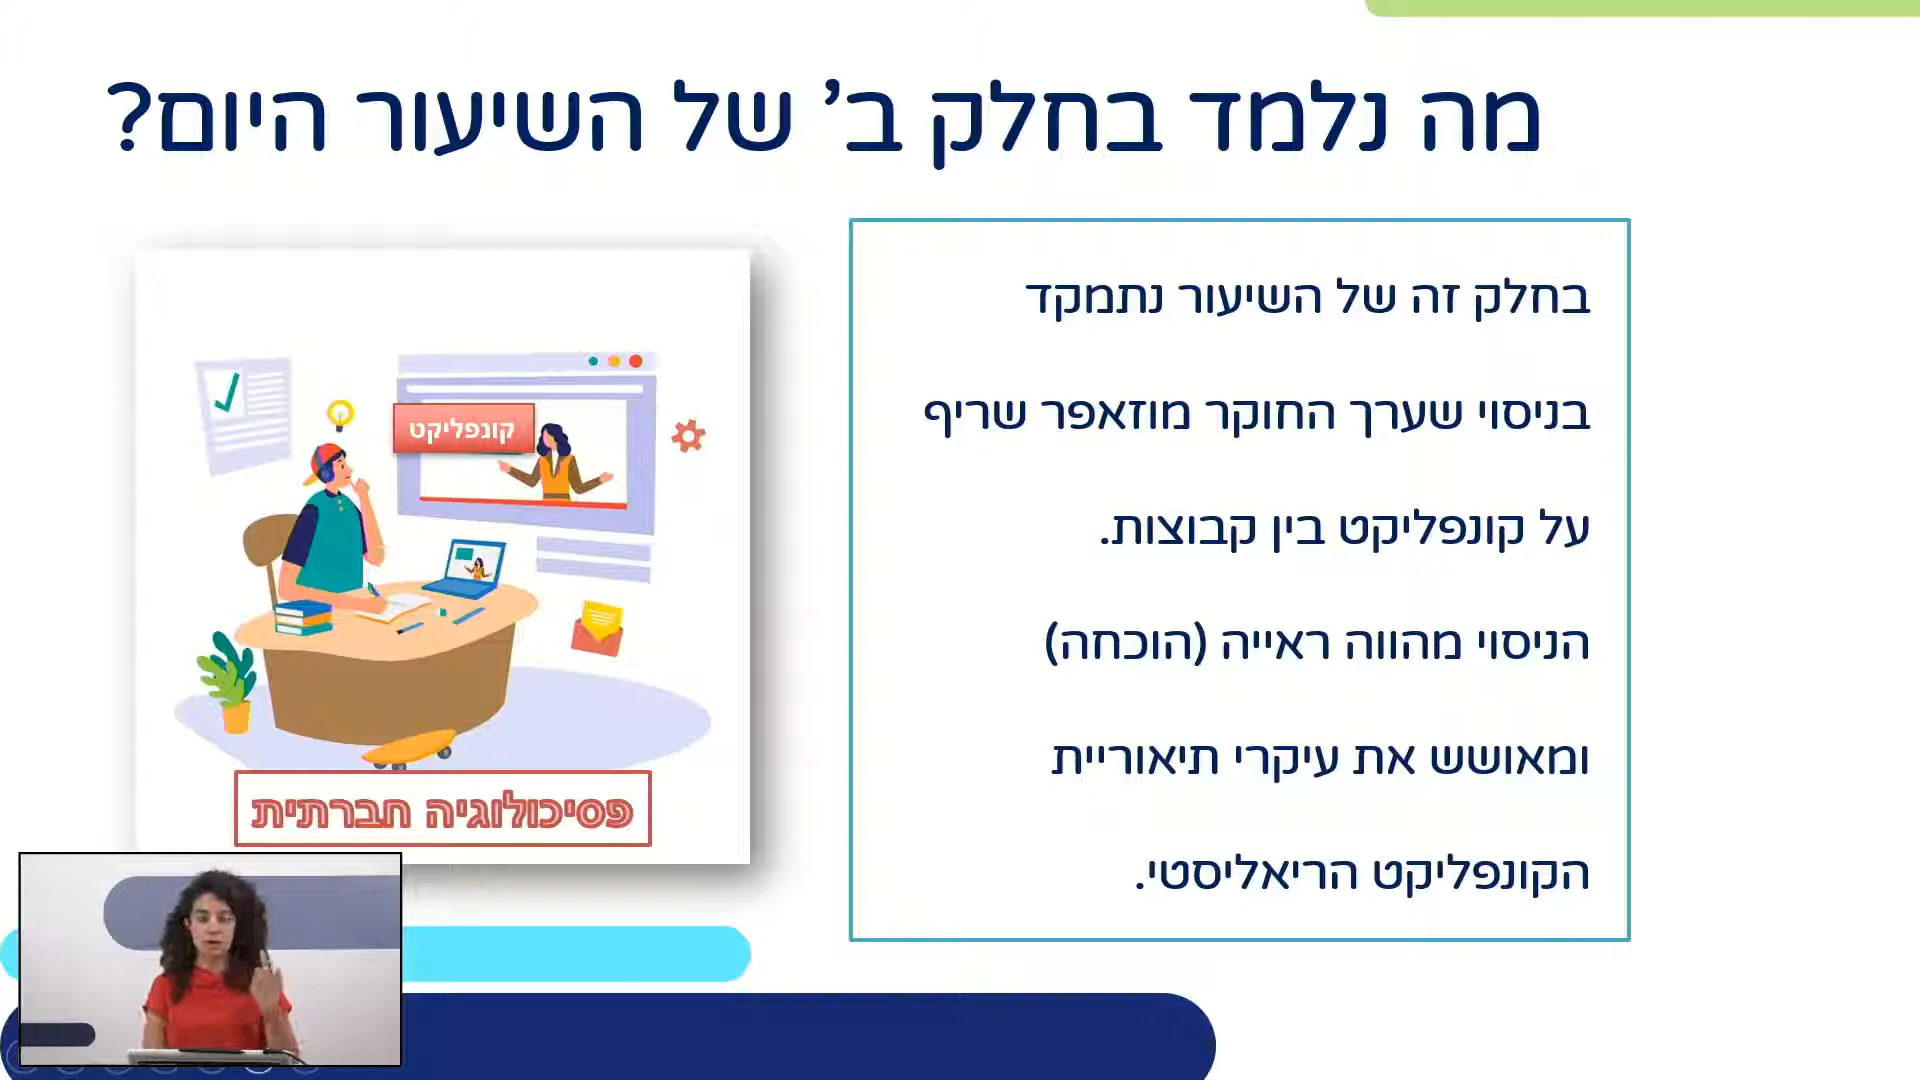 מה נלמד בחלק ב' של השיעור היום?
בחלק זה של השיעור נתמקד
בניסוי שערך החוקר מוזאפר שריף
על קונפליקט בין קבוצות.
הניסוי מהווה ראייה (הוכחה)
ומאושש את עיקרי תיאוריית
הקונפליקט הריאליסטי.
קונפליקט
פסיכולוגיה חברתית